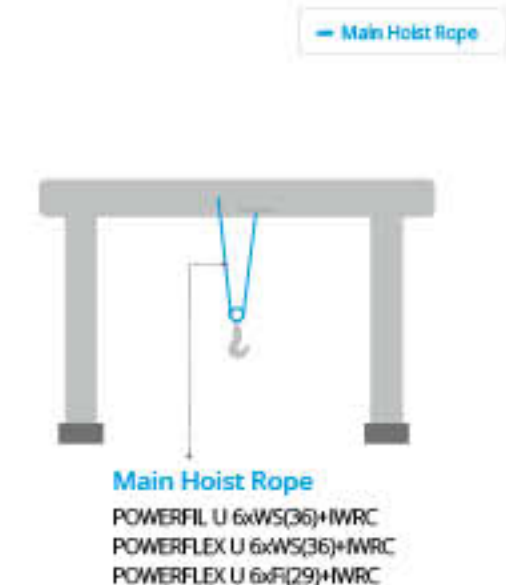 Main Hoist Rope
Main Hoist Rope
POWERFIL U 6xWS(36)+IWRC
POWERFLEX U 6xWS(36)+IWRC
POWERFLEX U 6xFi(29)+IWRC